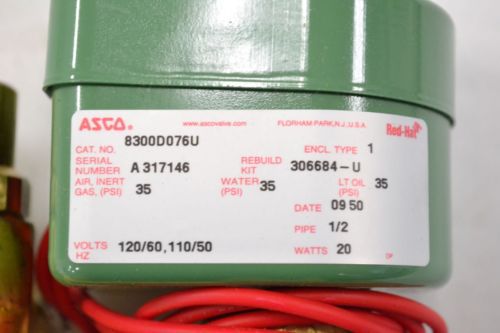 ASCO® www.ascovalve.com FLORHAM PARK, N.J., U.S.A. Red-Hat
CAT. NO. 8300D076U ENCL. TYPE 1
SERIAL NUMBER A 317146 REBUILD KIT 306684-U
AIR, INERT GAS, (PSI) 35 WATER (PSI) 35 LT OIL (PSI) 35
DATE 09 50
PIPE 1/2
VOLTS HZ 120/60,110/50 WATTS 20
DP